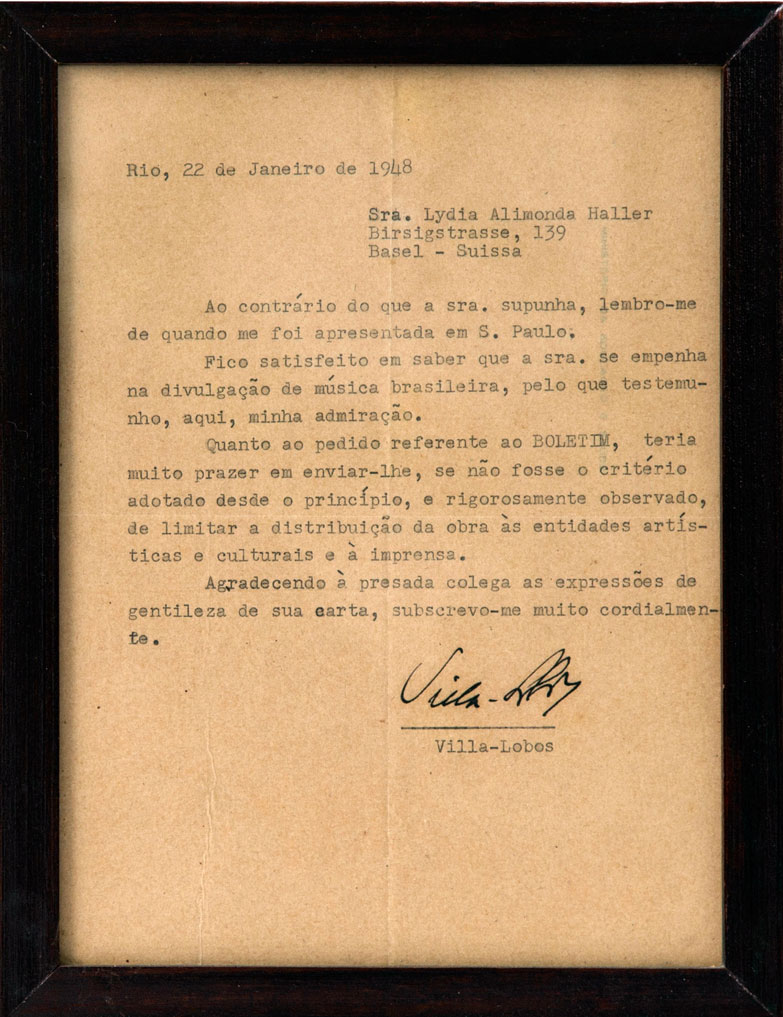 Rio, 22 de Janeiro de 1948
Sra. Lydia Alimonda Haller
Birsigstrasse, 139
Basel - Suissa
Ao contrário do que a sra. supunha, lembro-me
de quando me foi apresentada em S. Paulo.
Fico satisfeito em saber que a sra. se empenha
na divulgação de música brasileira, pelo que testemu-
nho, aqui, minha admiração.
Quanto ao pedido referente ao BOLETIM, teria
muito prazer em enviar-lhe, se não fosse o critério
adotado desde o princípio, e rigorosamente observado,
de limitar a distribuição da obra às entidades artís-
ticas e culturais e à imprensa.
Agradecendo à presada colega as expressões de
gentileza de sua carta, subscrevo-me muito cordialmen-
te.
Villa-Lobos
Villa-Lobos